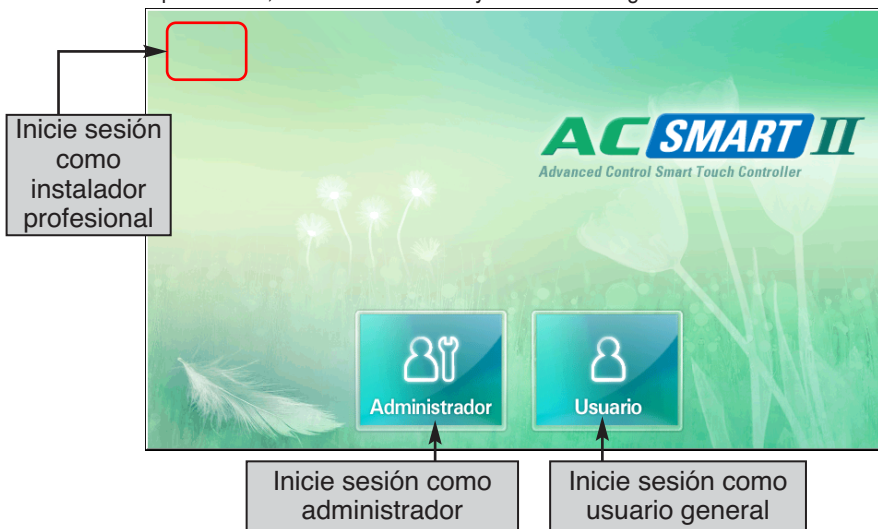 Inicie sesión
como
instalador
profesional
AC SMART II
Advanced Control Smart Touch Controller
Administrador
Usuario
Inicie sesión como
administrador
Inicie sesión como
usuario general